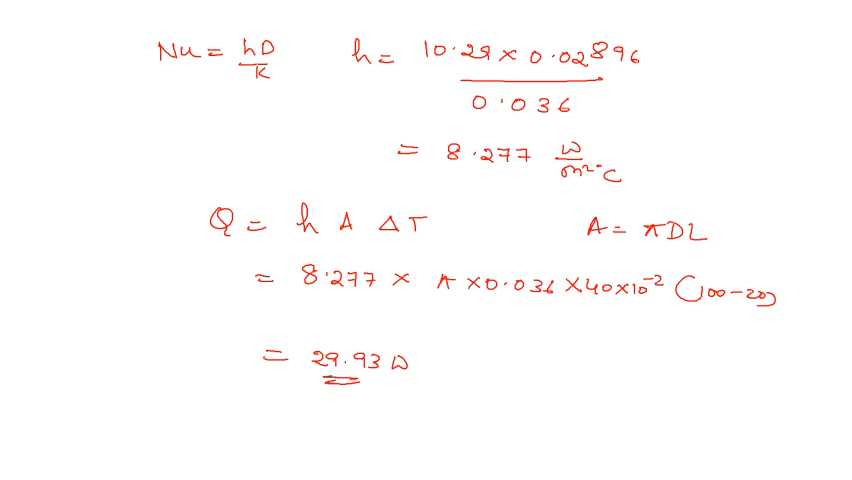 Nu = hD/K h = 10.29 × 0.02896 / 0.036
= 8.277 W/m²°C
Q = h A ΔT A = πDL
= 8.277 × π × 0.036 × 40×10⁻² (100-20)
= 29.93 W